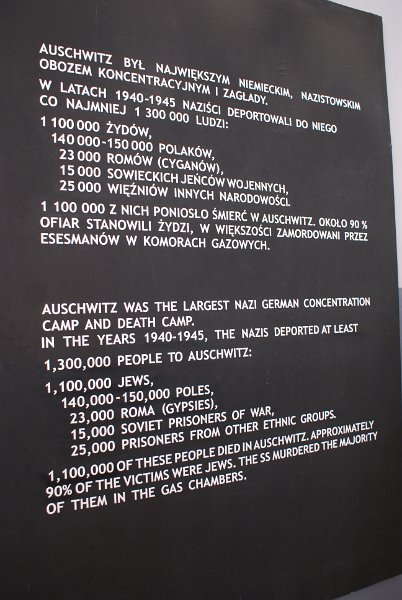 AUSCHWITZ BYŁ NAJWIĘKSZYM NIEMIECKIM, NAZISTOWSKIM
OBOZEM KONCENTRACYJNYM I ZAGŁADY.
W LATACH 1940-1945 NAZIŚCI DEPORTOWALI DO NIEGO
CO NAJMNIEJ 1 300 000 LUDZI:
1 100 000 ŻYDÓW,
140 000-150 000 POLAKÓW,
23 000 ROMÓW (CYGANÓW),
15 000 SOWIECKICH JEŃCÓW WOJENNYCH,
25 000 WIĘŹNIÓW INNYCH NARODOWOŚCI.
1 100 000 Z NICH PONIOSŁO ŚMIERĆ W AUSCHWITZ. OKOŁO 90 %
OFIAR STANOWILI ŻYDZI, W WIĘKSZOŚCI ZAMORDOWANI PRZEZ
ESESMANÓW W KOMORACH GAZOWYCH.
AUSCHWITZ WAS THE LARGEST NAZI GERMAN CONCENTRATION
CAMP AND DEATH CAMP.
IN THE YEARS 1940-1945, THE NAZIS DEPORTED AT LEAST
1,300,000 PEOPLE TO AUSCHWITZ:
1,100,000 JEWS,
140,000-150,000 POLES,
23,000 ROMA (GYPSIES),
15,000 SOVIET PRISONERS OF WAR,
25,000 PRISONERS FROM OTHER ETHNIC GROUPS.
1,100,000 OF THESE PEOPLE DIED IN AUSCHWITZ. APPROXIMATELY
90% OF THE VICTIMS WERE JEWS. THE SS MURDERED THE MAJORITY
OF THEM IN THE GAS CHAMBERS.